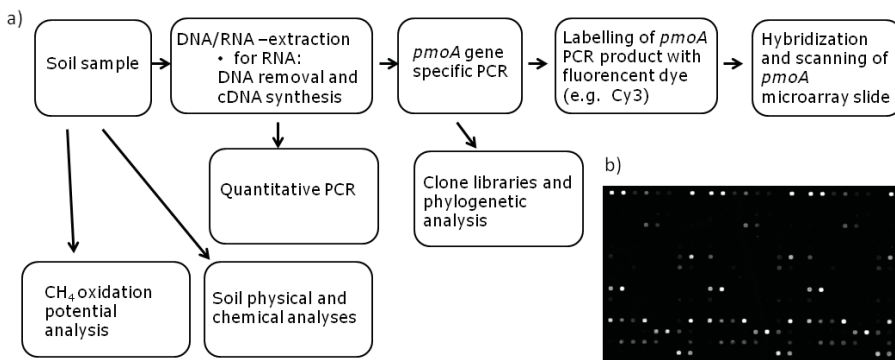 a)
Soil sample
DNA/RNA –extraction
• for RNA:
DNA removal and
cDNA synthesis
pmoA gene
specific PCR
Labelling of pmoA
PCR product with
fluorencent dye
(e.g. Cy3)
Hybridization
and scanning of
pmoA
microarray slide
Quantitative PCR
Clone libraries and
phylogenetic
analysis
b)
CH₄ oxidation
potential
analysis
Soil physical and
chemical analyses